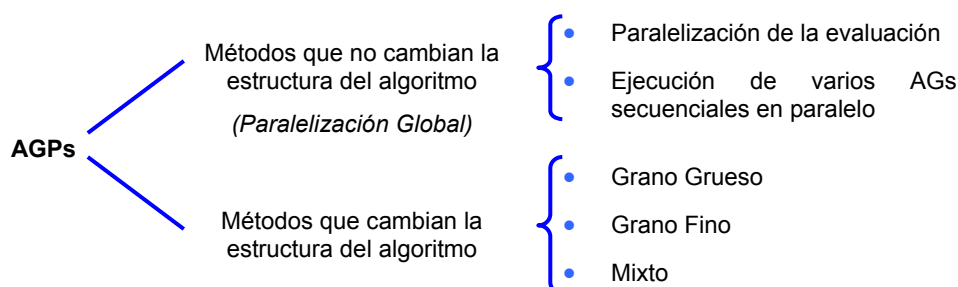 AGPs
Métodos que no cambian la
estructura del algoritmo
(Paralelización Global)
Paralelización de la evaluación
Ejecución de varios AGs
secuenciales en paralelo
Métodos que cambian la
estructura del algoritmo
Grano Grueso
Grano Fino
Mixto